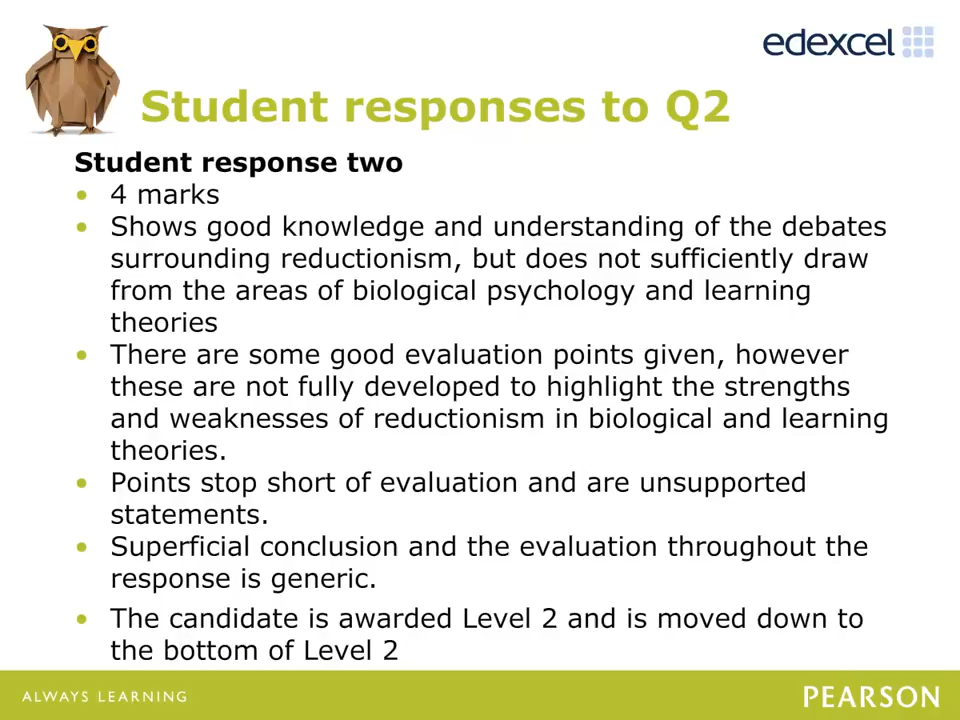 edexcel
Student responses to Q2
Student response two
• 4 marks
• Shows good knowledge and understanding of the debates
surrounding reductionism, but does not sufficiently draw
from the areas of biological psychology and learning
theories
• There are some good evaluation points given, however
these are not fully developed to highlight the strengths
and weaknesses of reductionism in biological and learning
theories.
• Points stop short of evaluation and are unsupported
statements.
• Superficial conclusion and the evaluation throughout the
response is generic.
• The candidate is awarded Level 2 and is moved down to
the bottom of Level 2
ALWAYS LEARNING
PEARSON